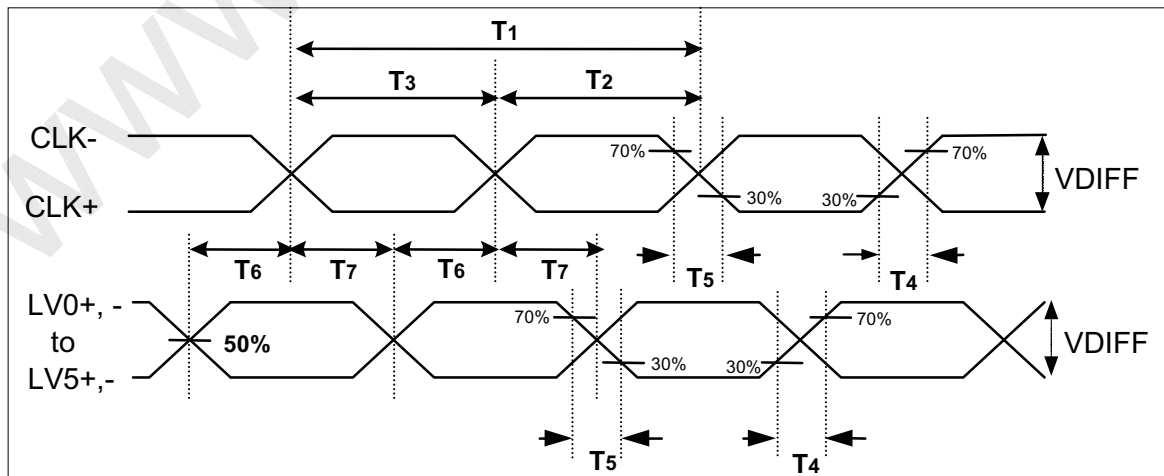 www
T1
T3 T2
CLK-
70% 70%
VDIFF
CLK+
30% 30%
T6 T7 T6 T7 T5 T4
LV0+, -
70% 70%
to
50%
VDIFF
30% 30%
LV5+,-
T5 T4